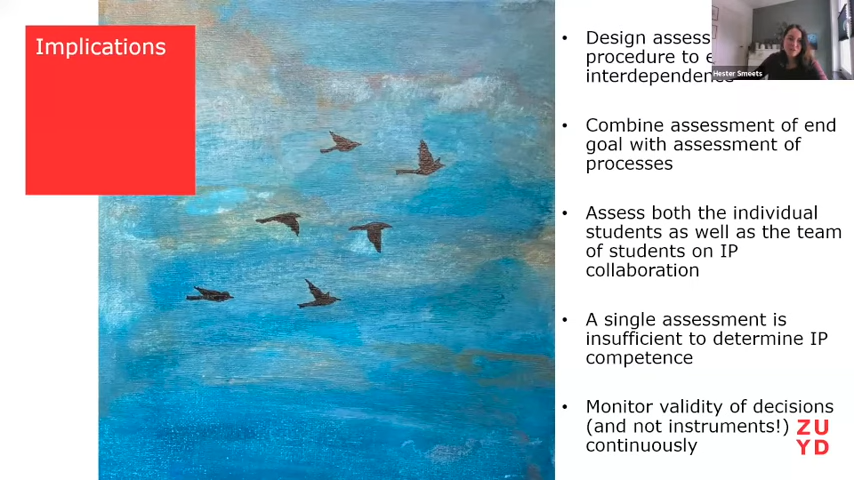 Implications
• Design assess
procedure to e
interdependenc
Hester Smeets
• Combine assessment of end
goal with assessment of
processes
• Assess both the individual
students as well as the team
of students on IP
collaboration
• A single assessment is
insufficient to determine IP
competence
• Monitor validity of decisions
(and not instruments!)
continuously
ZU
YD